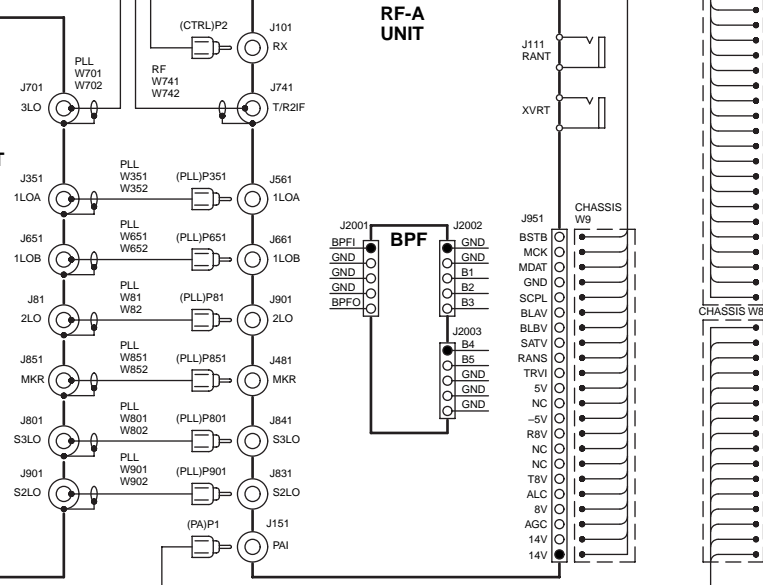 (CTRL)P2
J101
RX
RF-A
UNIT
J111
RANT
PLL
W701
W702
RF
W741
W742
J701
3LO
J741
T/R2IF
XVRT
T
J351
1LOA
PLL
W351
W352
(PLL)P351
J561
1LOA
J651
1LOB
PLL
W651
W652
(PLL)P651
J661
1LOB
J81
2LO
PLL
W81
W82
(PLL)P81
J901
2LO
J851
MKR
PLL
W851
W852
(PLL)P851
J481
MKR
J801
S3LO
PLL
W801
W802
(PLL)P801
J841
S3LO
J901
S2LO
PLL
W901
W902
(PLL)P901
J831
S2LO
(PA)P1
J151
PAI
J2001
BPF
J2002
BPFI
GND
GND
GND
BPFO
GND
GND
B1
B2
B3
J2003
B4
B5
GND
GND
GND
J951
CHASSIS
W9
BSTB
MCK
MDAT
GND
SCPL
BLAV
BLBV
SATV
RANS
TRVI
5V
NC
–5V
R8V
NC
NC
T8V
ALC
8V
AGC
14V
14V
CHASSIS W8